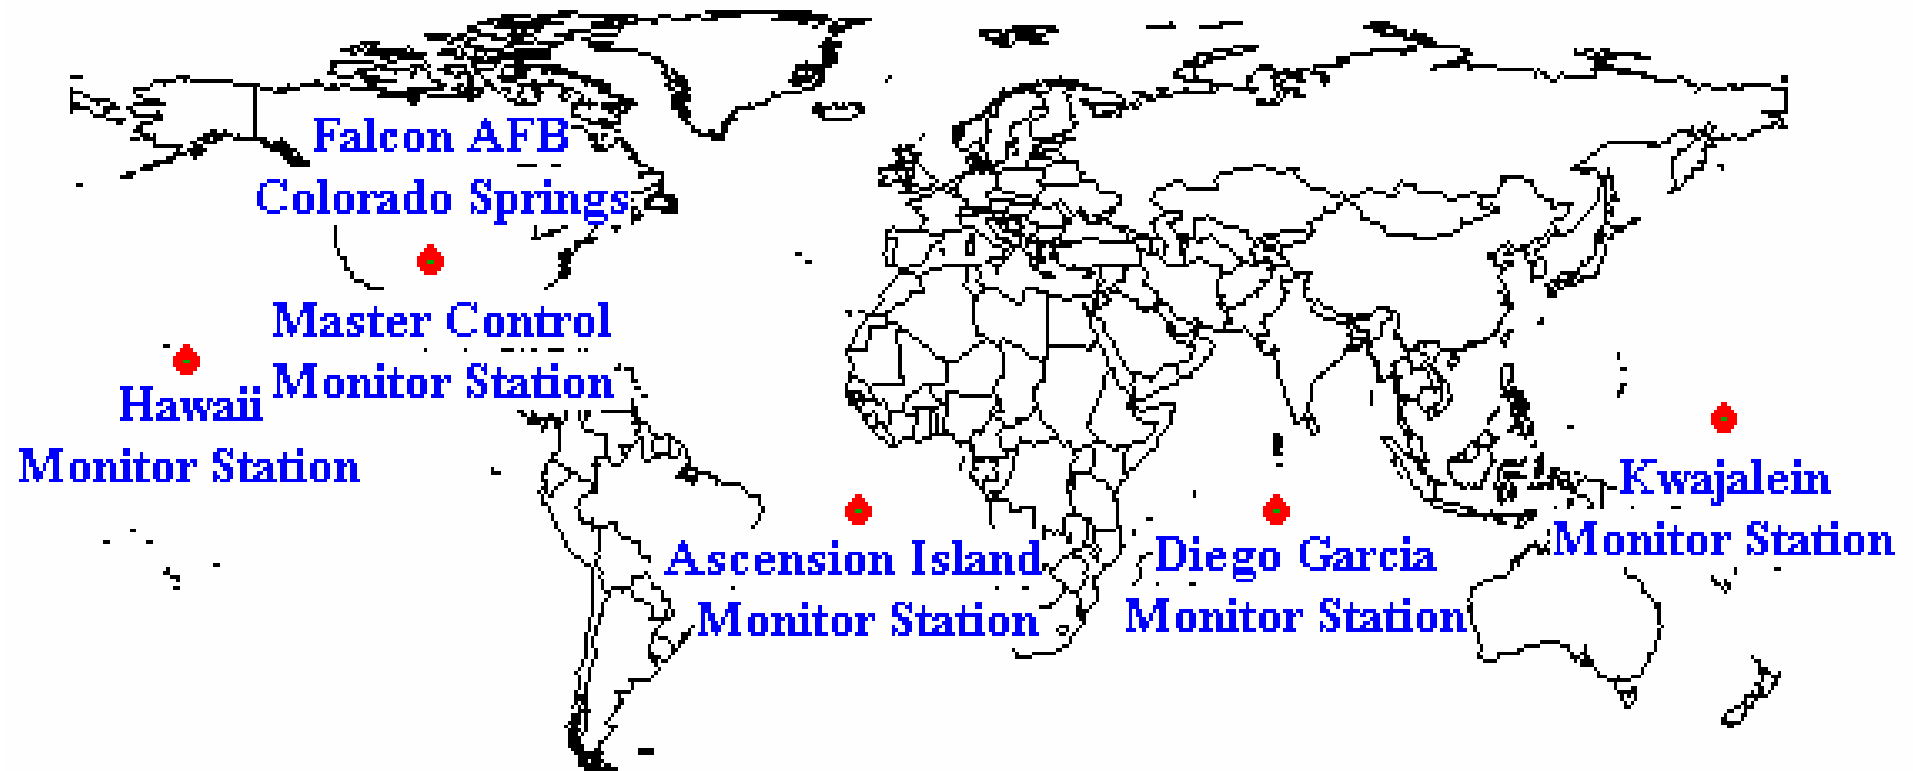 Falcon AFB
Colorado Springs
Master Control
Monitor Station
Hawaii
Monitor Station
Ascension Island
Monitor Station
Diego Garcia
Monitor Station
Kwajalein
Monitor Station